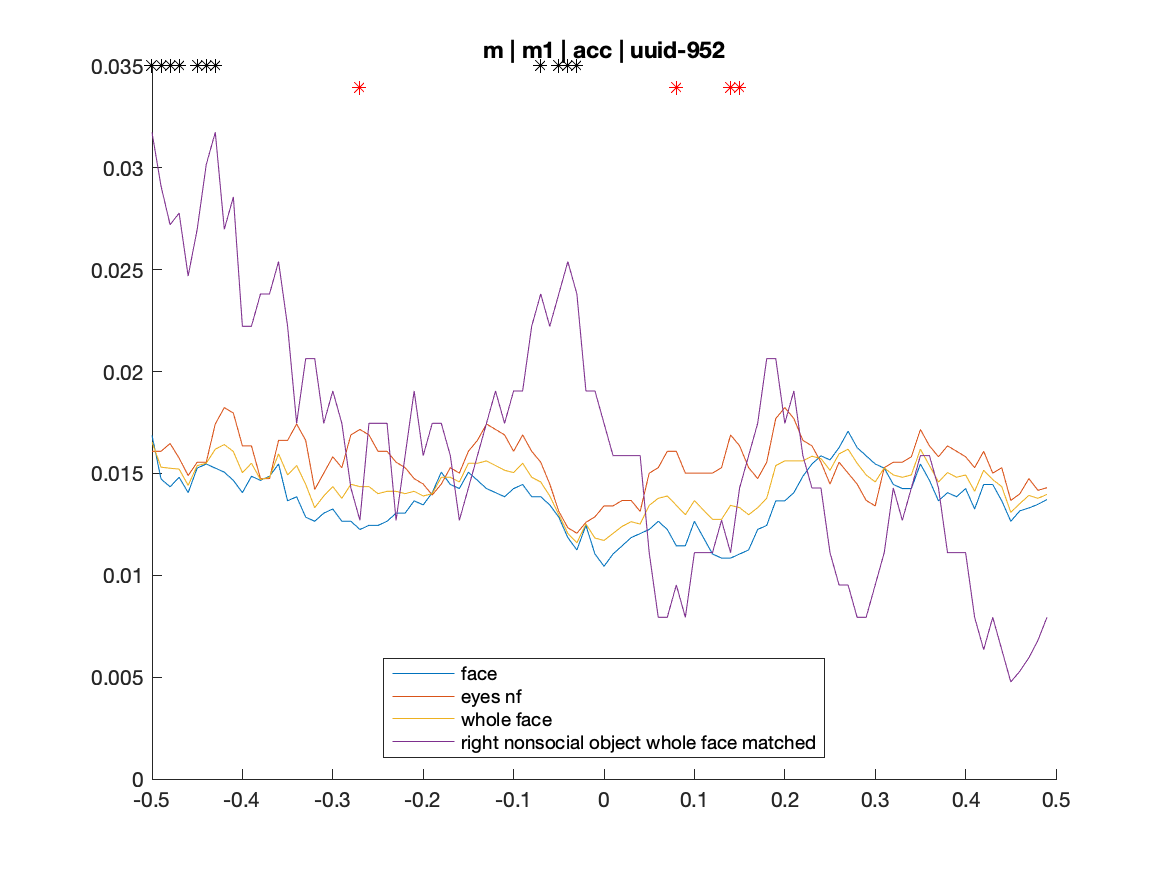 m | m1 | acc | uuid-952
0.035
0.03
0.025
0.02
0.015
0.01
0.005
0
face
eyes nf
whole face
right nonsocial object whole face matched
-0.5 -0.4 -0.3 -0.2 -0.1 0 0.1 0.2 0.3 0.4 0.5